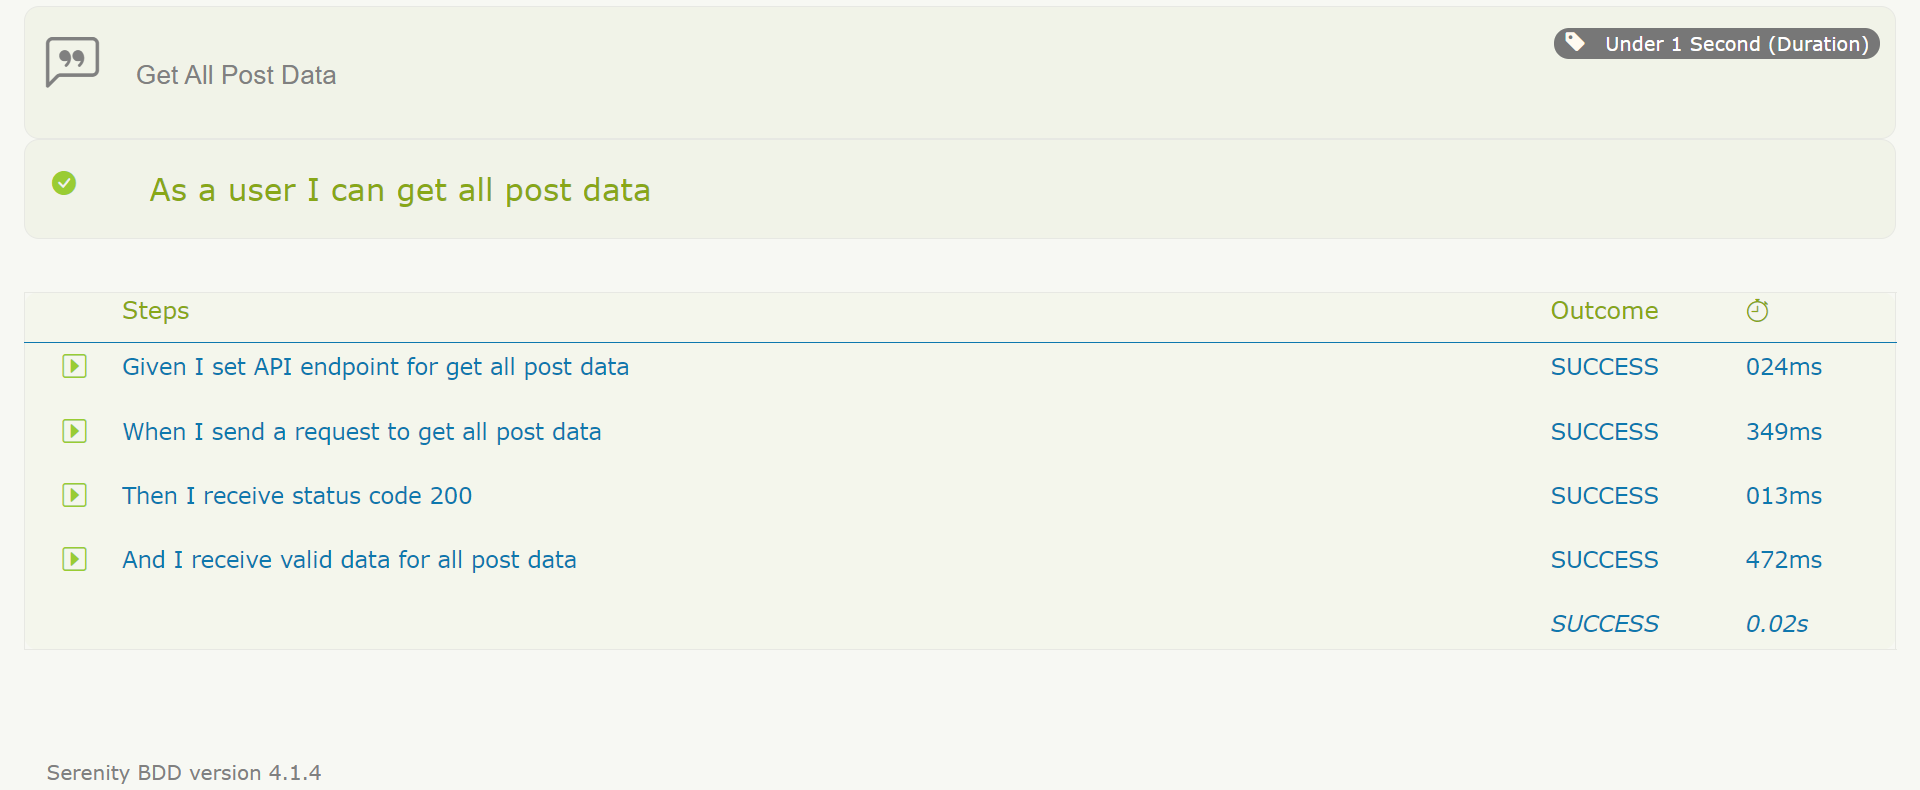 Under 1 Second (Duration)
Get All Post Data
As a user I can get all post data
Steps Outcome
Given I set API endpoint for get all post data SUCCESS 024ms
When I send a request to get all post data SUCCESS 349ms
Then I receive status code 200 SUCCESS 013ms
And I receive valid data for all post data SUCCESS 472ms
SUCCESS 0.02s
Serenity BDD version 4.1.4